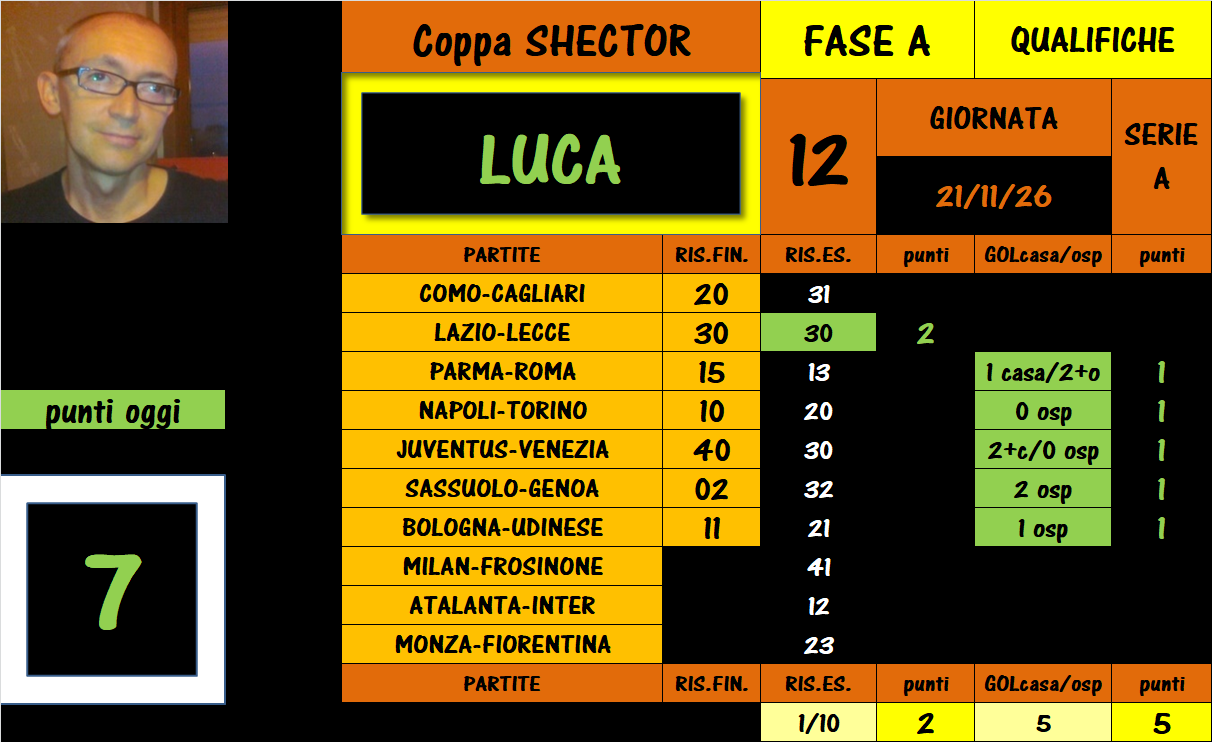 Coppa SHECTOR FASE A QUALIFICHE
LUCA 12 GIORNATA SERIE A
21/11/26
PARTITE RIS.FIN. RIS.ES. punti GOLcasa/osp punti
COMO-CAGLIARI 20 31
LAZIO-LECCE 30 30 2
PARMA-ROMA 15 13 1 casa/2+o 1
punti oggi
NAPOLI-TORINO 10 20 0 osp 1
JUVENTUS-VENEZIA 40 30 2+c/0 osp 1
SASSUOLO-GENOA 02 32 2 osp 1
BOLOGNA-UDINESE 11 21 1 osp 1
7
MILAN-FROSINONE 41
ATALANTA-INTER 12
MONZA-FIORENTINA 23
PARTITE RIS.FIN. RIS.ES. punti GOLcasa/osp punti
1/10 2 5 5